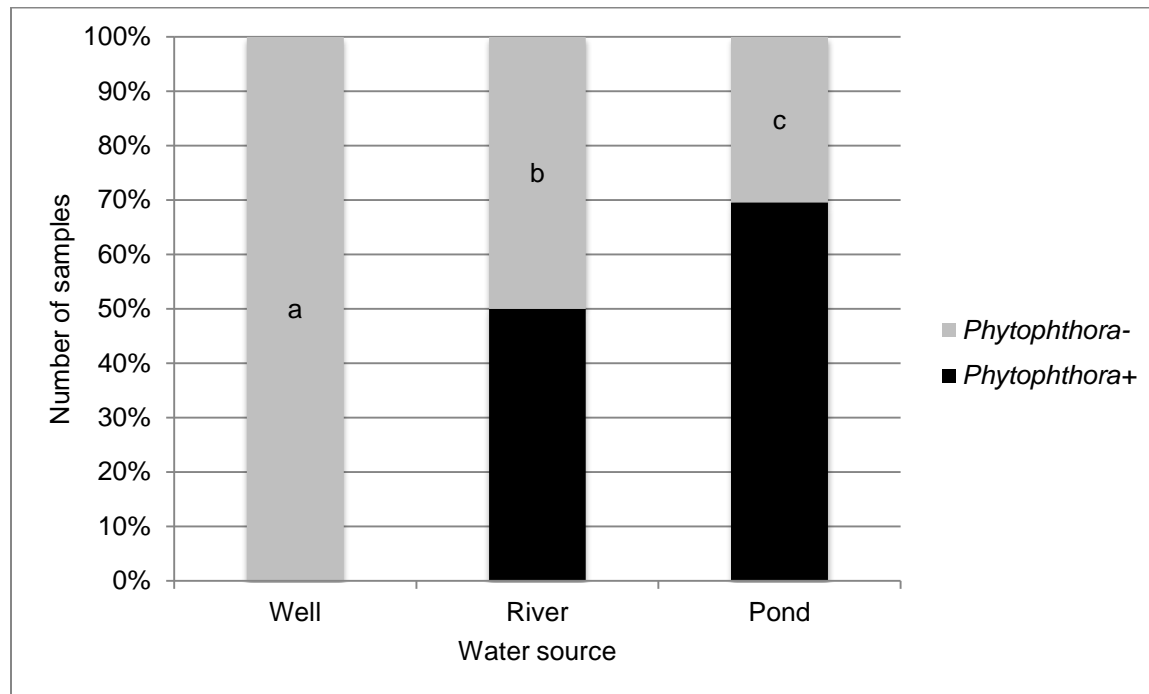 100%
90%
80%
70%
60%
50%
40%
30%
20%
10%
0%
Number of samples
a
b
c
Well
River
Pond
Water source
Phytophthora-
Phytophthora+